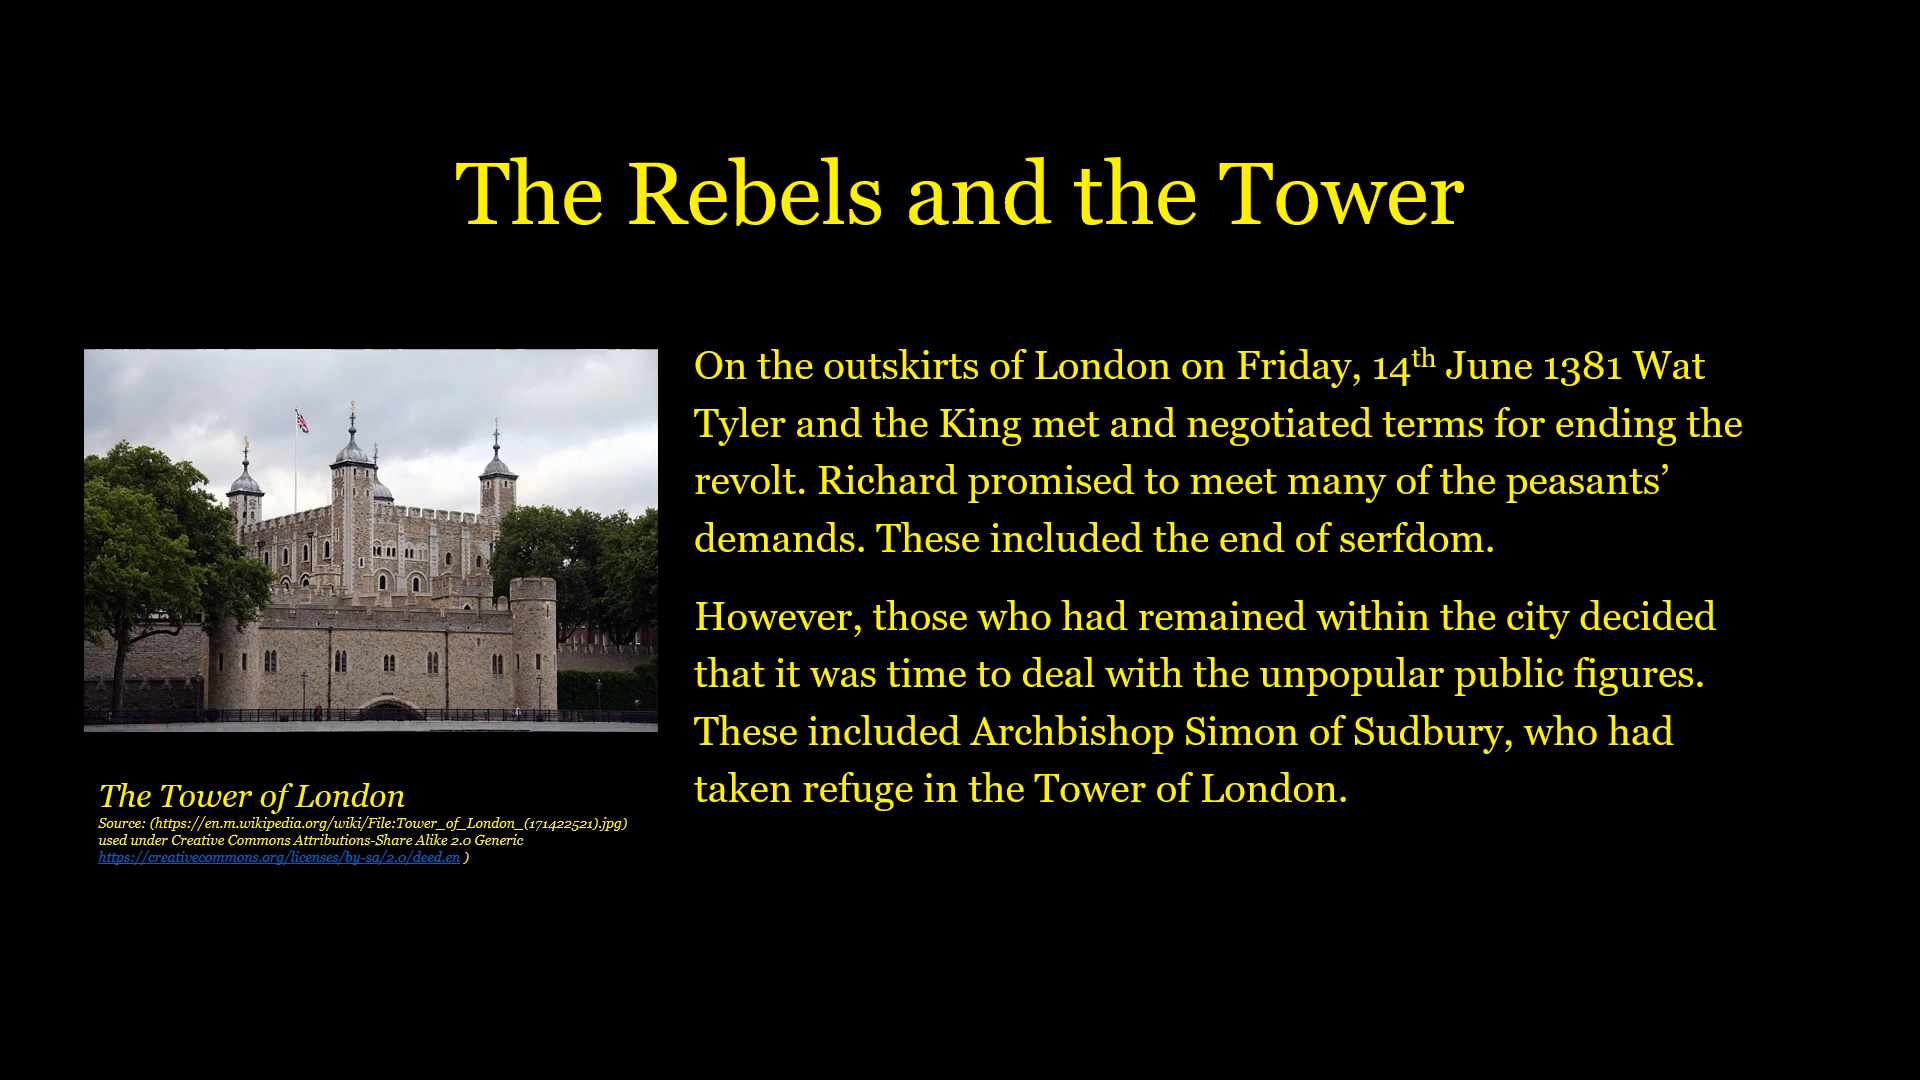 The Rebels and the Tower
On the outskirts of London on Friday, 14th June 1381 Wat
Tyler and the King met and negotiated terms for ending the
revolt. Richard promised to meet many of the peasants’
demands. These included the end of serfdom.
However, those who had remained within the city decided
that it was time to deal with the unpopular public figures.
These included Archbishop Simon of Sudbury, who had
taken refuge in the Tower of London.
The Tower of London
Source: (https://en.m.wikipedia.org/wiki/File:Tower_of_London_(171422521).jpg)
used under Creative Commons Attributions-Share Alike 2.0 Generic
https://creativecommons.org/licenses/by-sa/2.0/deed.en )